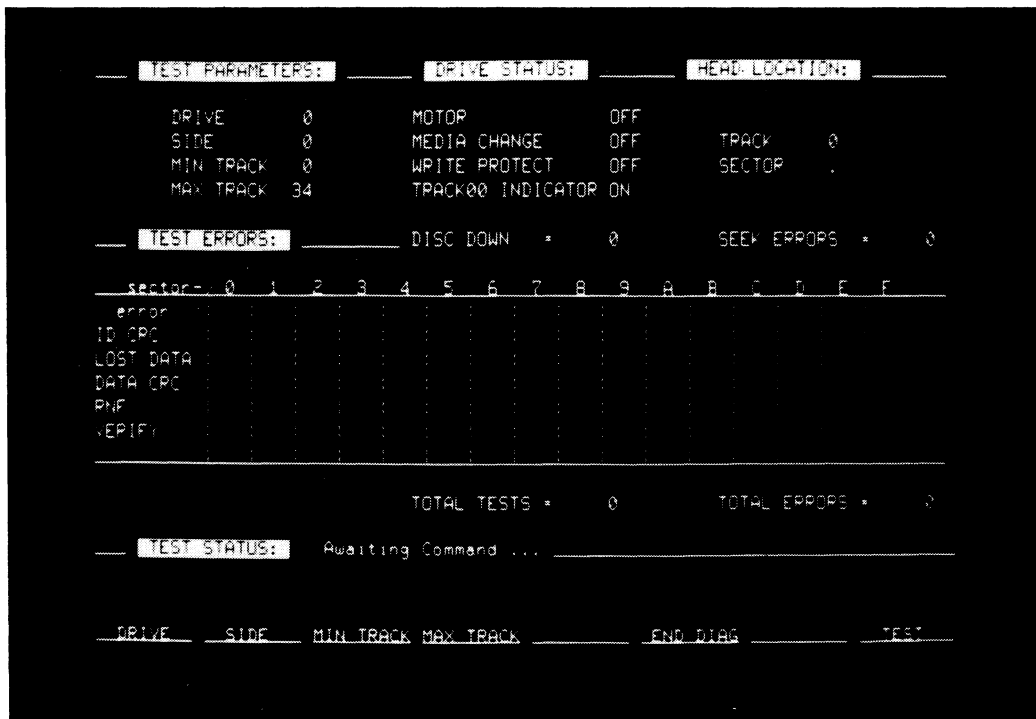 TEST PARAMETERS: DRIVE STATUS: HEAD LOCATION:
DRIVE 0 MOTOR OFF
SIDE 0 MEDIA CHANGE OFF TRACK 0
MIN TRACK 0 WRITE PROTECT OFF SECTOR .
MAX TRACK 34 TRACK00 INDICATOR ON
TEST ERRORS: DISC DOWN = 0 SEEK ERRORS = 0
sector- 0 1 2 3 4 5 6 7 8 9 A B C D E F
error
ID CRC
LOST DATA
DATA CRC
RNF
VERIFY
TOTAL TESTS = 0 TOTAL ERRORS = 0
TEST STATUS: Awaiting Command ...
DRIVE SIDE MIN TRACK MAX TRACK END DIAG TEST